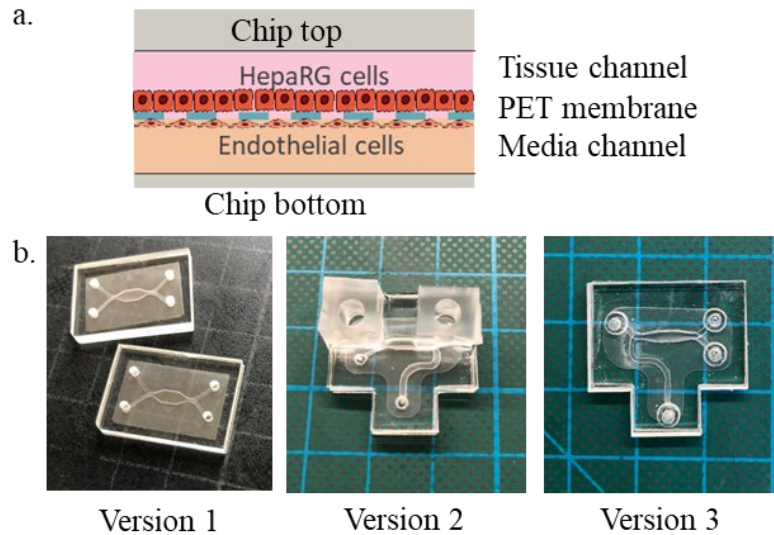 a.
Chip top
HepaRG cells
Tissue channel
PET membrane
Endothelial cells
Media channel
Chip bottom
b.
Version 1
Version 2
Version 3